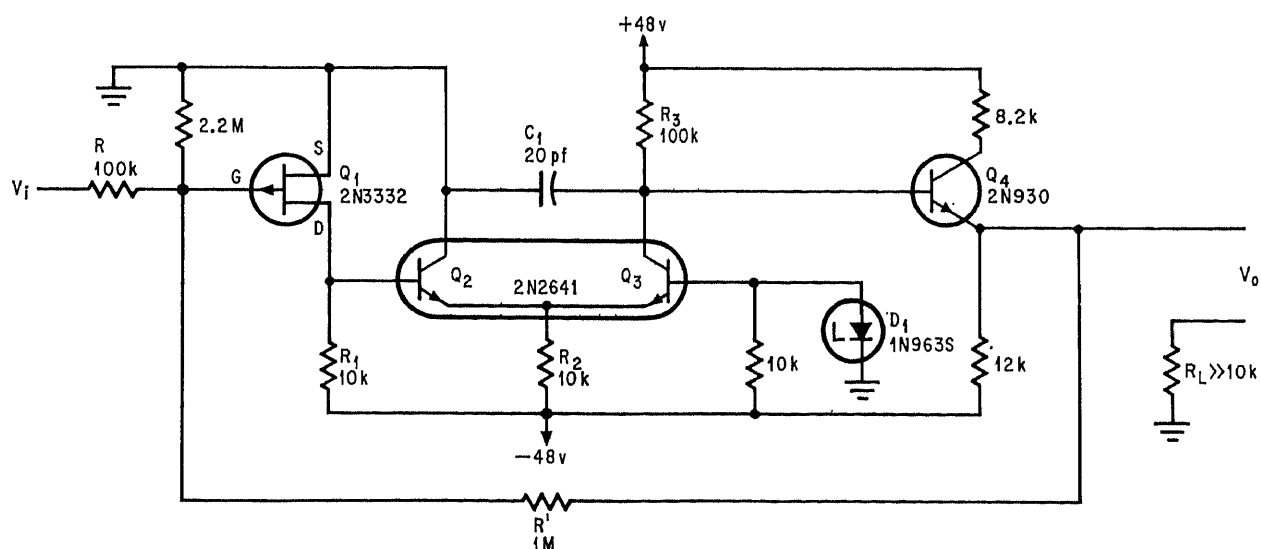 +48v
2.2M
R
100k
Vi
G
S
Q1
2N3332
D
C1
20pf
R3
100k
8.2k
Q4
2N930
Q2
2N2641
Q3
R1
10k
R2
10k
10k
D1
1N963S
12k
Vo
RL≫10k
−48v
R'
1M